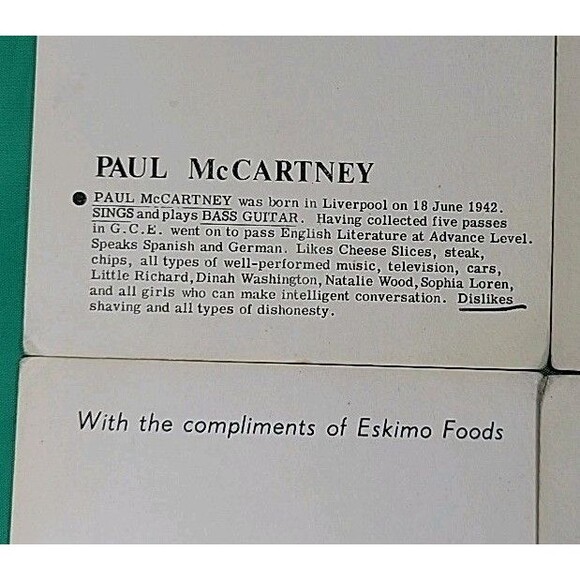 PAUL McCARTNEY
PAUL McCARTNEY was born in Liverpool on 18 June 1942.
SINGS and plays BASS GUITAR. Having collected five passes
in G.C.E. went on to pass English Literature at Advance Level.
Speaks Spanish and German. Likes Cheese Slices, steak,
chips, all types of well-performed music, television, cars,
Little Richard, Dinah Washington, Natalie Wood, Sophia Loren,
and all girls who can make intelligent conversation. Dislikes
shaving and all types of dishonesty.
With the compliments of Eskimo Foods